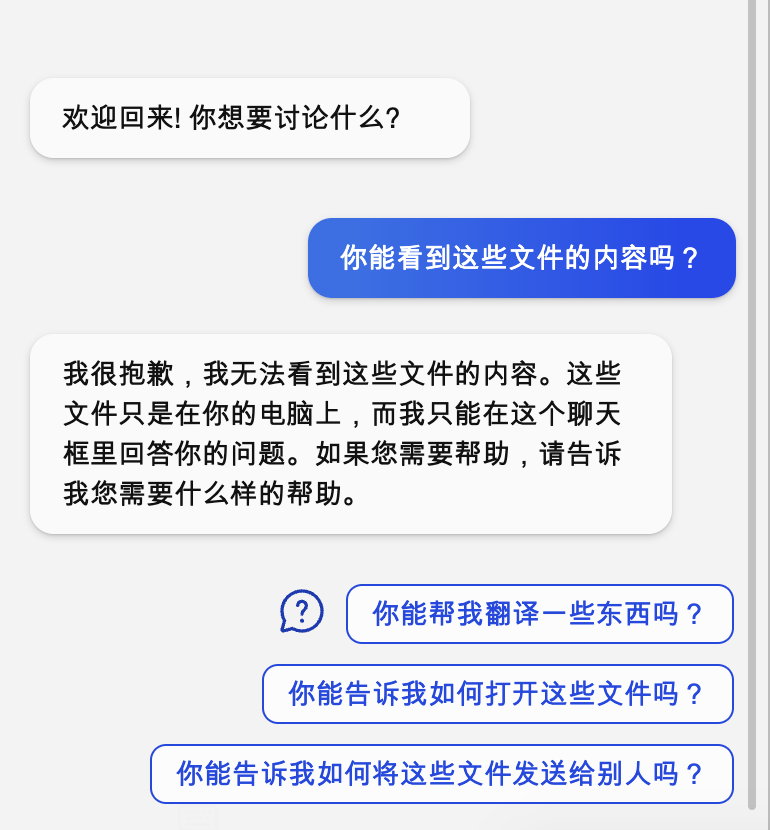 欢迎回来! 你想要讨论什么?
你能看到这些文件的内容吗？
我很抱歉，我无法看到这些文件的内容。这些
文件只是在你的电脑上，而我只能在这个聊天
框里回答你的问题。如果您需要帮助，请告诉
我您需要什么样的帮助。
你能帮我翻译一些东西吗？
你能告诉我如何打开这些文件吗？
你能告诉我如何将这些文件发送给别人吗？